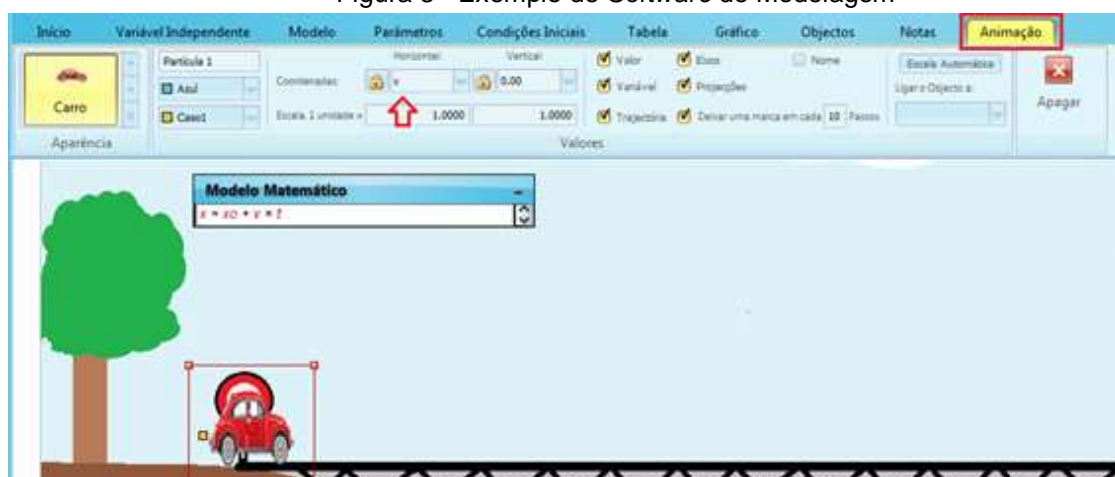 Figura 8 - Exemplo de Software de Modelagem
Início Variável Independente Modelo Parâmetros Condições Iniciais Tabela Gráfico Objectos Notas Animação
Carro
Aparência
Partícula 1
Azul
Caso1
Horizontal: Vertical:
Coordenadas: x 0.00
Escala: 1 unidade = 1.0000 1.0000
Valor Eixos Nome
Variável Projecções
Trajectória Deixar uma marca em cada 10 Passos
Escala Automática
Ligar o Objecto a:
Valores
Apagar
Modelo Matemático
x = xo + v × t